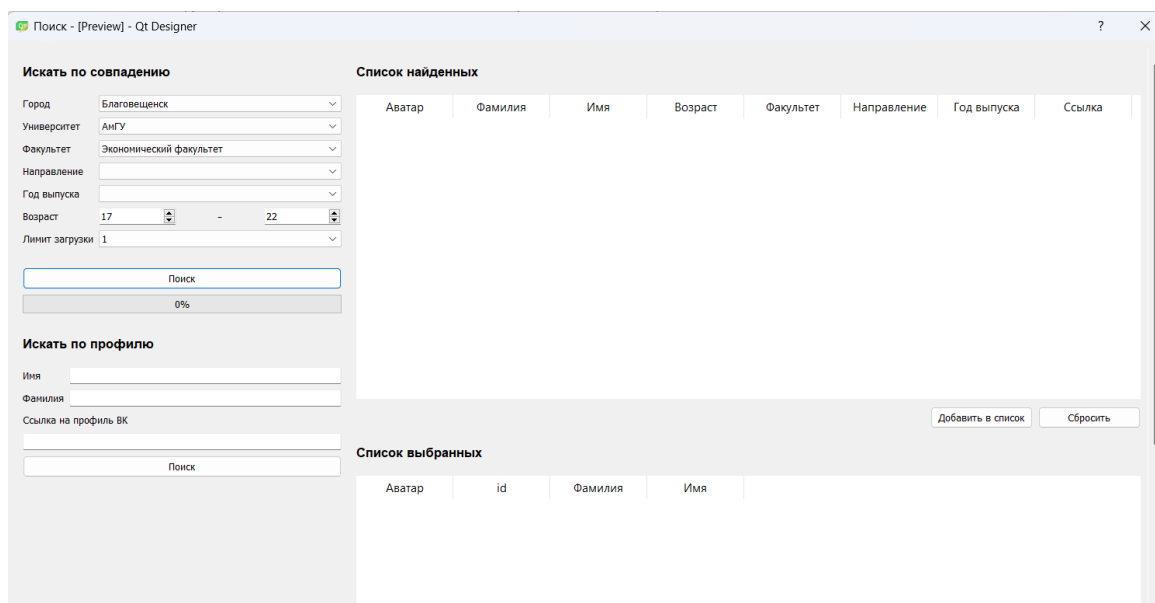 Поиск - [Preview] - Qt Designer
?
Искать по совпадению
Город Благовещенск
Университет АмГУ
Факультет Экономический факультет
Направление
Год выпуска
Возраст 17 – 22
Лимит загрузки 1
Поиск
0%
Искать по профилю
Имя
Фамилия
Ссылка на профиль ВК
Поиск
Список найденных
Аватар Фамилия Имя Возраст Факультет Направление Год выпуска Ссылка
Добавить в список Сбросить
Список выбранных
Аватар id Фамилия Имя